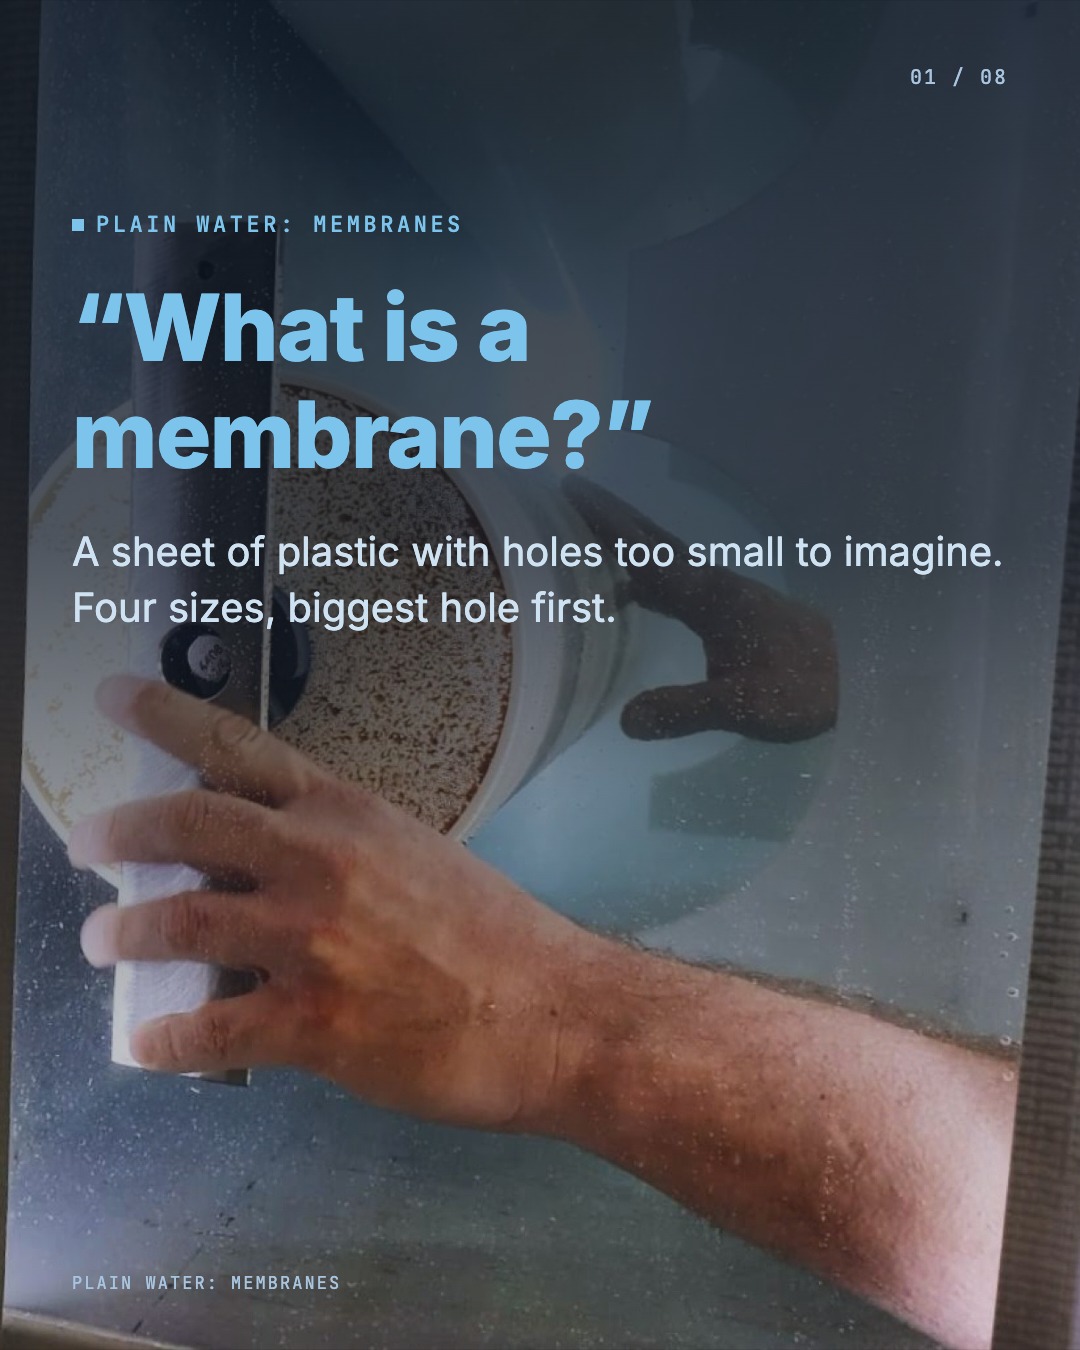 01 / 08
PLAIN WATER: MEMBRANES
“What is a
membrane?”
A sheet of plastic with holes too small to imagine.
Four sizes, biggest hole first.
PLAIN WATER: MEMBRANES